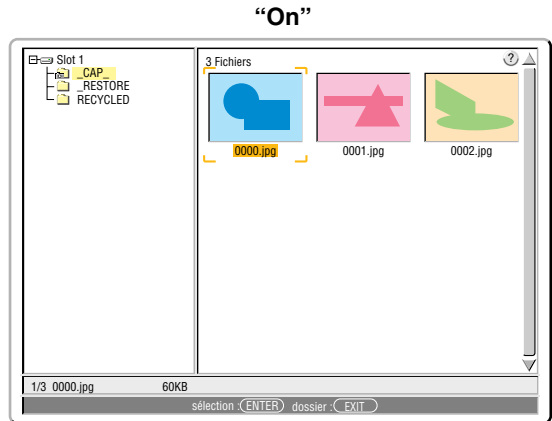 “On”
Slot 1
_CAP_
_RESTORE
RECYCLED
3 Fichiers
?
0000.jpg
0001.jpg
0002.jpg
1/3 0000.jpg 60KB
sélection :ENTER dossier : EXIT